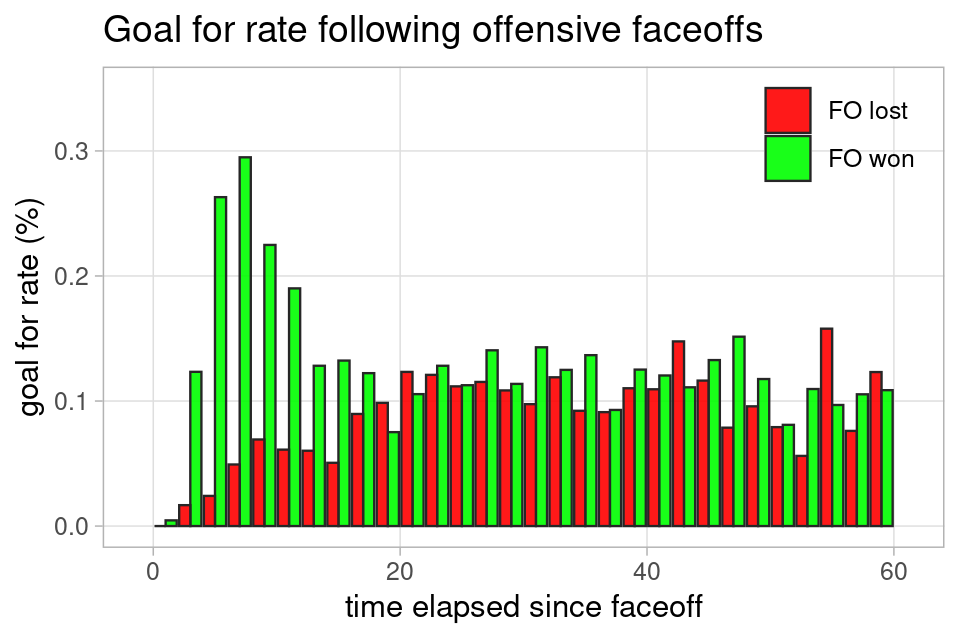 Goal for rate following offensive faceoffs
FO lost
FO won
goal for rate (%)
0.3
0.2
0.1
0.0
0
20
40
60
time elapsed since faceoff